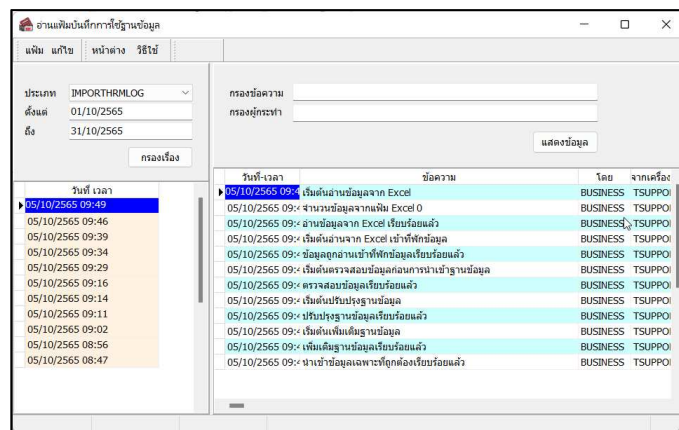 อ่านแฟ้มบันทึกการใช้ฐานข้อมูล
แฟ้ม แก้ไข หน้าต่าง วิธีใช้
ประเภท IMPORTHRMLOG
ตั้งแต่ 01/10/2565
ถึง 31/10/2565
กรองเรื่อง
กรองข้อความ
กรองผู้กระทำ
แสดงข้อมูล
วันที่ เวลา
05/10/2565 09:49
05/10/2565 09:46
05/10/2565 09:39
05/10/2565 09:34
05/10/2565 09:29
05/10/2565 09:16
05/10/2565 09:14
05/10/2565 09:11
05/10/2565 09:02
05/10/2565 08:56
05/10/2565 08:47
วันที่-เวลา ข้อความ โดย จากเครื่อง
05/10/2565 09:4 เริ่มต้นอ่านข้อมูลจาก Excel BUSINESS TSUPPO
05/10/2565 09:4 จำนวนข้อมูลจากแฟ้ม Excel 0 BUSINESS TSUPPO
05/10/2565 09:4 อ่านข้อมูลจาก Excel เรียบร้อยแล้ว BUSINESS TSUPPO
05/10/2565 09:4 เริ่มต้นอ่านจาก Excel เข้าที่พักข้อมูล BUSINESS TSUPPO
05/10/2565 09:4 ข้อมูลถูกอ่านเข้าที่พักข้อมูลเรียบร้อยแล้ว BUSINESS TSUPPO
05/10/2565 09:4 เริ่มต้นตรวจสอบข้อมูลก่อนการนำเข้าฐานข้อมูล BUSINESS TSUPPO
05/10/2565 09:4 ตรวจสอบข้อมูลเรียบร้อยแล้ว BUSINESS TSUPPO
05/10/2565 09:4 เริ่มต้นปรับปรุงฐานข้อมูล BUSINESS TSUPPO
05/10/2565 09:4 ปรับปรุงฐานข้อมูลเรียบร้อยแล้ว BUSINESS TSUPPO
05/10/2565 09:4 เริ่มต้นเพิ่มเติมฐานข้อมูล BUSINESS TSUPPO
05/10/2565 09:4 เพิ่มเติมฐานข้อมูลเรียบร้อยแล้ว BUSINESS TSUPPO
05/10/2565 09:4 นำเข้าข้อมูลเฉพาะที่ถูกต้องเรียบร้อยแล้ว BUSINESS TSUPPO